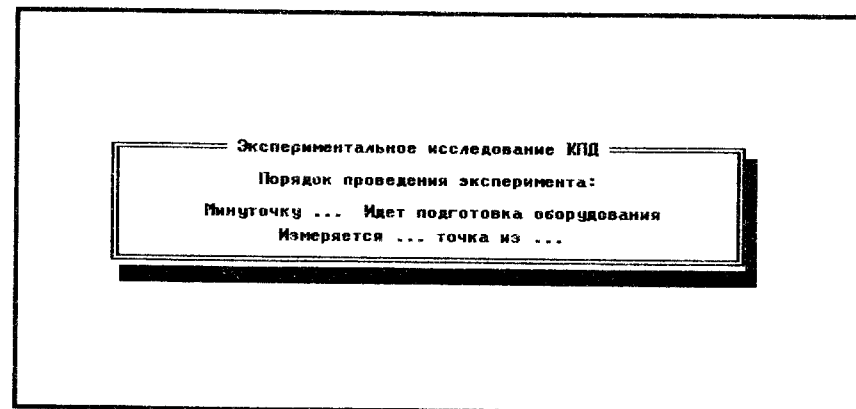 Экспериментальное исследование КПД
Порядок проведения эксперимента:
Минуточку ... Идет подготовка оборудования
Измеряется ... точка из ...